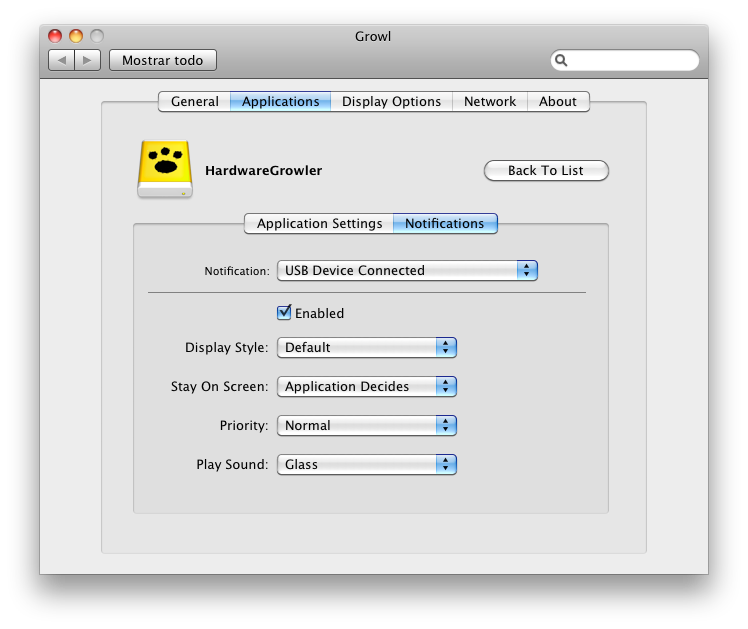 Growl
Mostrar todo
General Applications Display Options Network About
HardwareGrowler
Back To List
Application Settings Notifications
Notification: USB Device Connected
Enabled
Display Style: Default
Stay On Screen: Application Decides
Priority: Normal
Play Sound: Glass